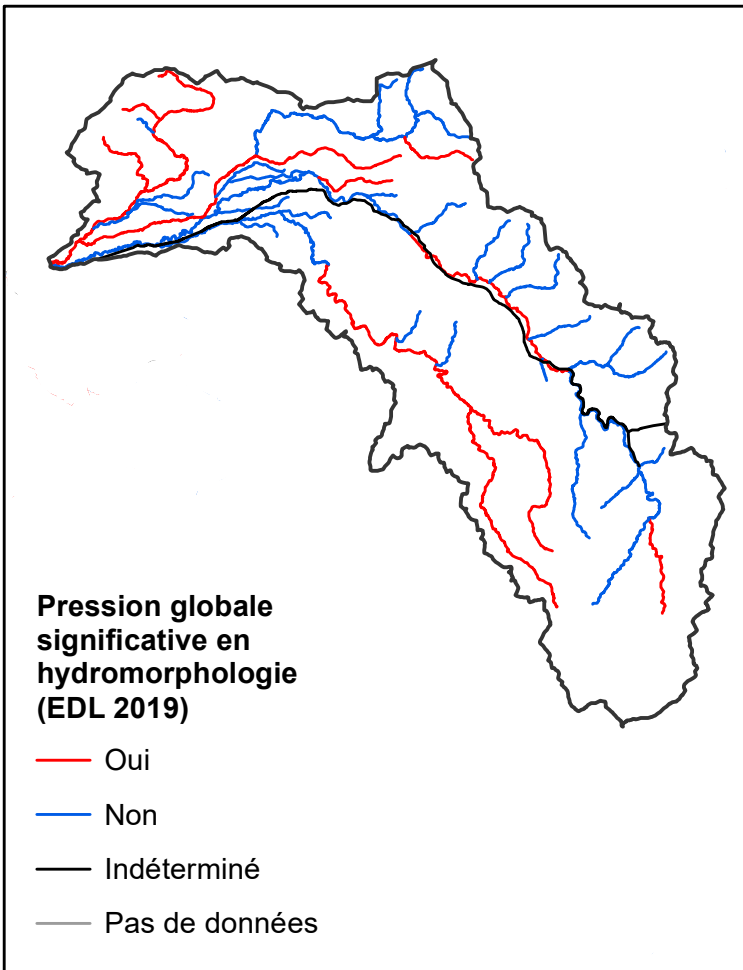 Pression globale
significative en
hydromorphologie
(EDL 2019)
Oui
Non
Indéterminé
Pas de données